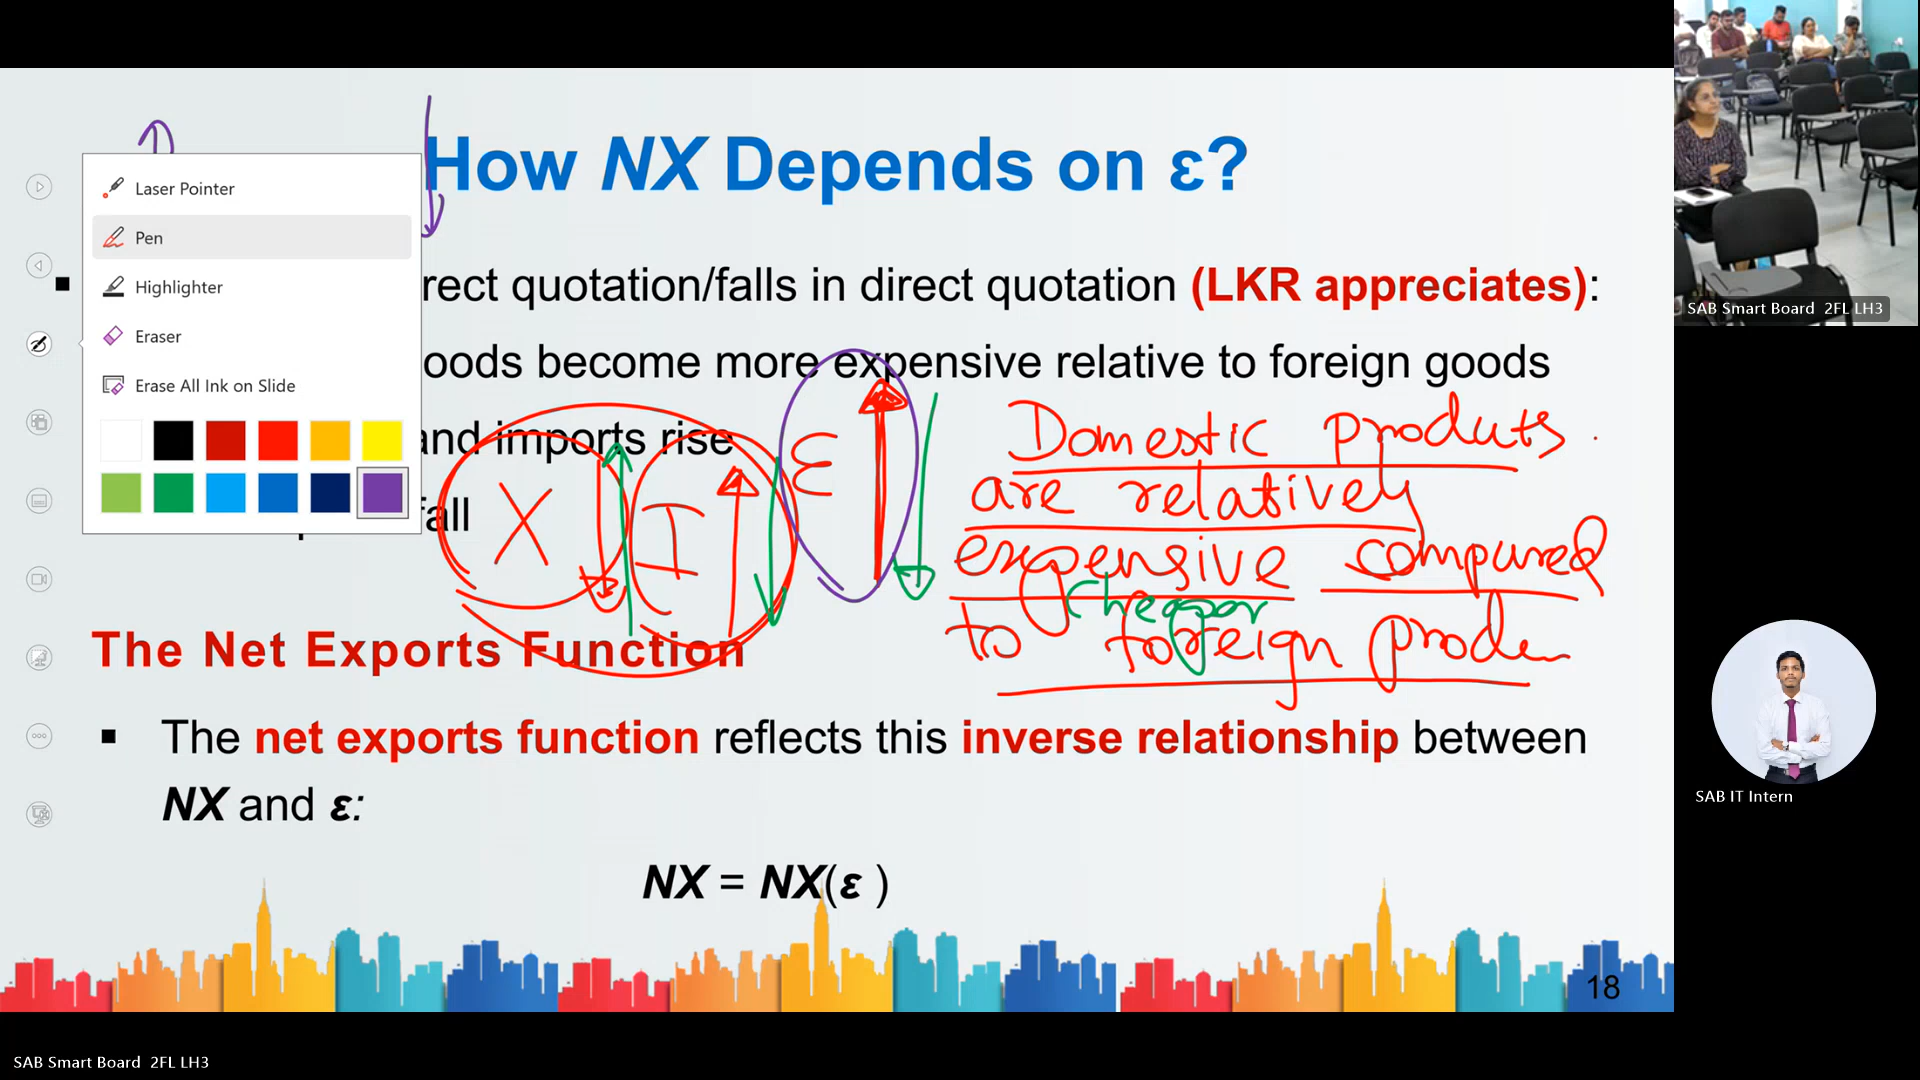 How NX Depends on ε?
Laser Pointer
Pen
Highlighter
Eraser
Erase All Ink on Slide
rect quotation/falls in direct quotation (LKR appreciates):
oods become more expensive relative to foreign goods
and imports rise
fall
X I ε
Domestic produts
are relatively
expensive compared
cheaper
to foreign produ
The Net Exports Function
▪ The net exports function reflects this inverse relationship between
NX and ε:
NX = NX(ε )
18
SAB Smart Board 2FL LH3
SAB IT Intern
SAB Smart Board 2FL LH3